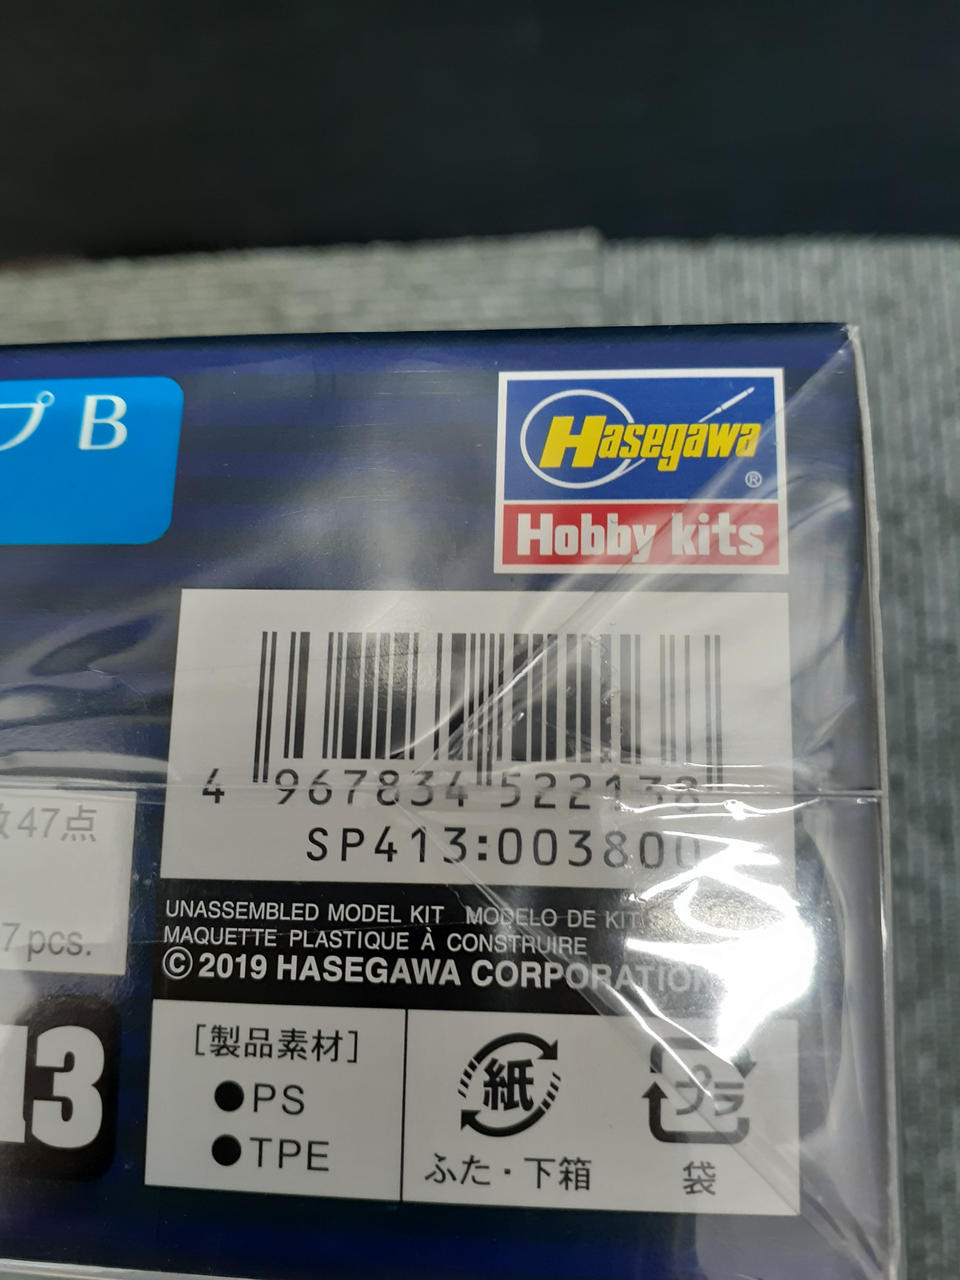 プ B
Hasegawa
®
Hobby kits
4 967834 522138
SP413:003800
数47点
7 pcs.
UNASSEMBLED MODEL KIT MODELO DE KIT
MAQUETTE PLASTIQUE À CONSTRUIRE
© 2019 HASEGAWA CORPORATION
13
[製品素材]
●PS
●TPE
紙
ふた・下箱
プラ
袋